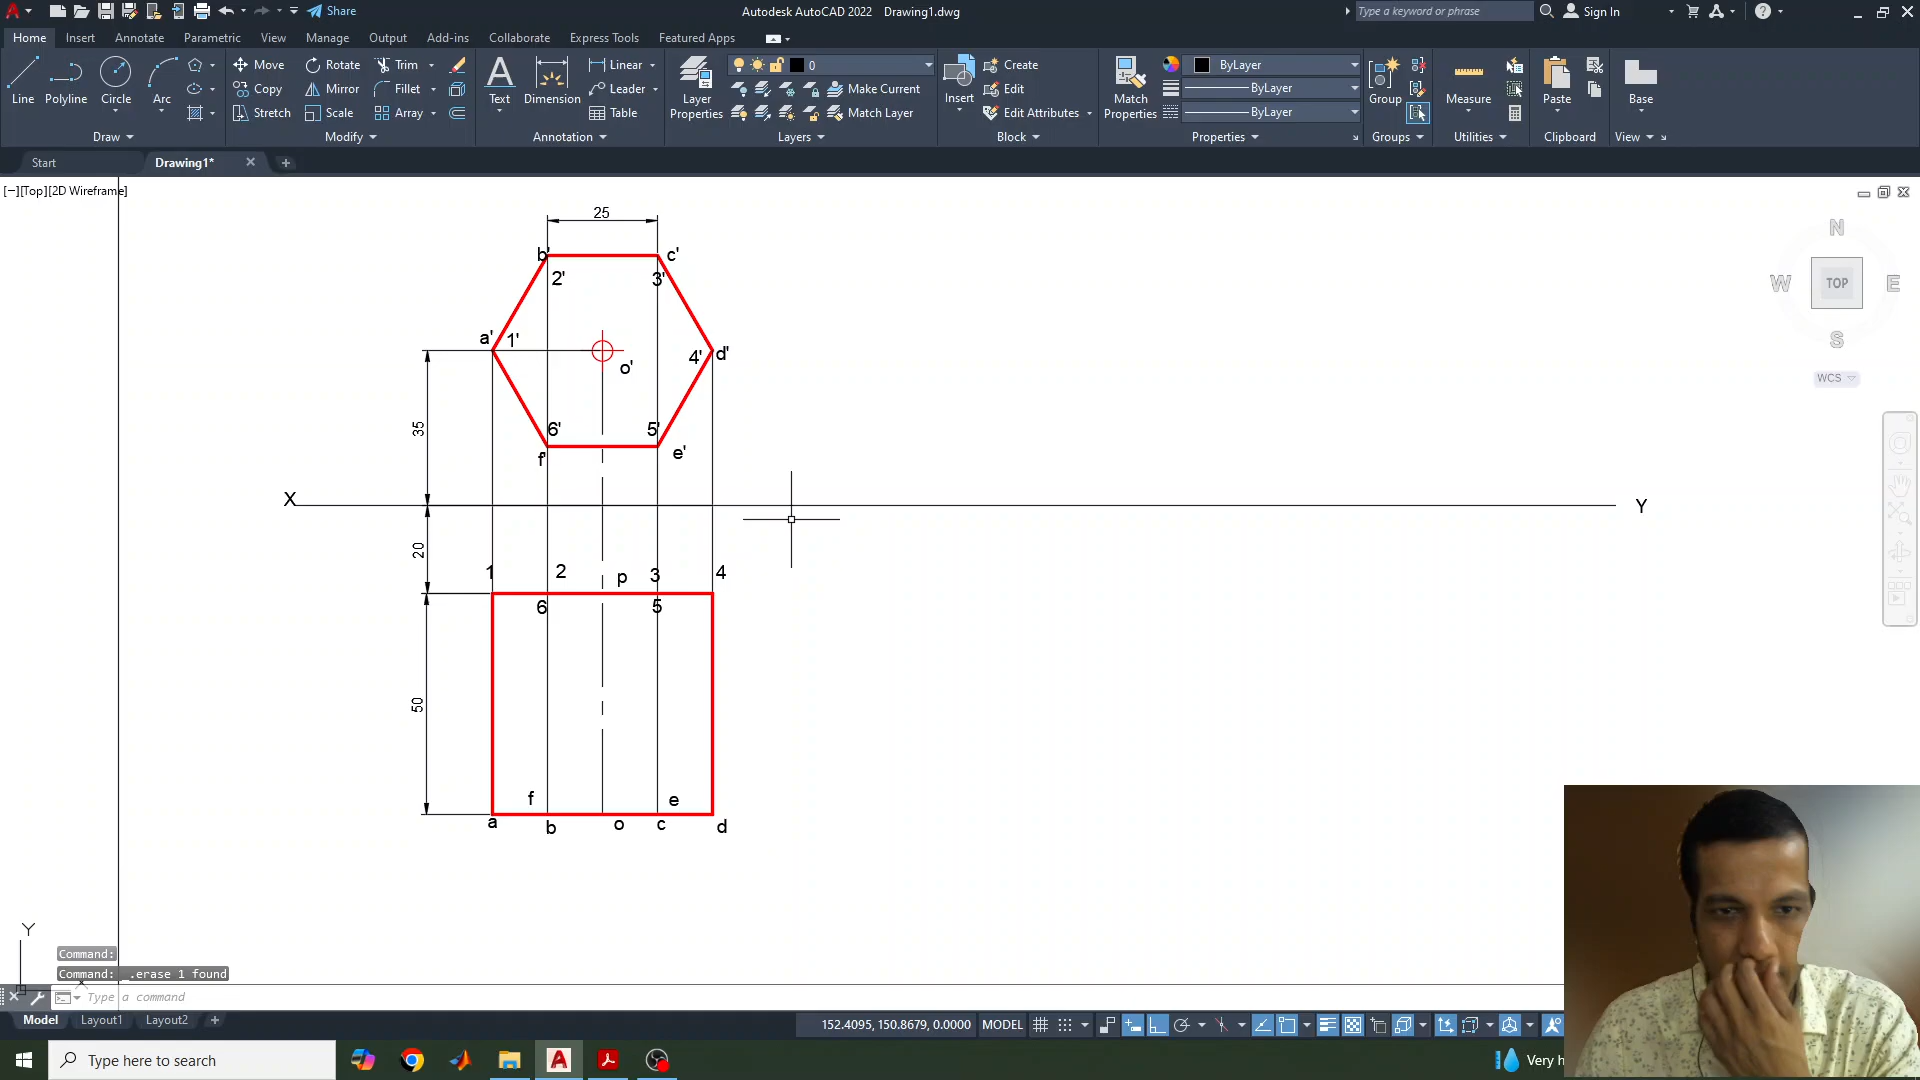 Share
Autodesk AutoCAD 2022 Drawing1.dwg
Type a keyword or phrase
Sign In
Home Insert Annotate Parametric View Manage Output Add-ins Collaborate Express Tools Featured Apps
Line Polyline Circle Arc
Move Rotate Trim
Copy Mirror Fillet
Stretch Scale Array
Text Dimension
Linear
Leader
Table
Layer Properties
0
Make Current
Match Layer
Insert
Create
Edit
Edit Attributes
Match Properties
ByLayer
ByLayer
ByLayer
Group
Measure
Paste
Base
Draw Modify Annotation Layers Block Properties Groups Utilities Clipboard View
Start Drawing1*
[−][Top][2D Wireframe]
N
W TOP E
S
WCS
25
b' c'
2' 3'
a' 1' 4' d'
o'
6' 5'
f' e'
35
X Y
20
1 2 p 3 4
6 5
50
f e
a b o c d
Y
Command:
Command: _.erase 1 found
Type a command
Model Layout1 Layout2
152.4095, 150.8679, 0.0000 MODEL
Type here to search
Very h